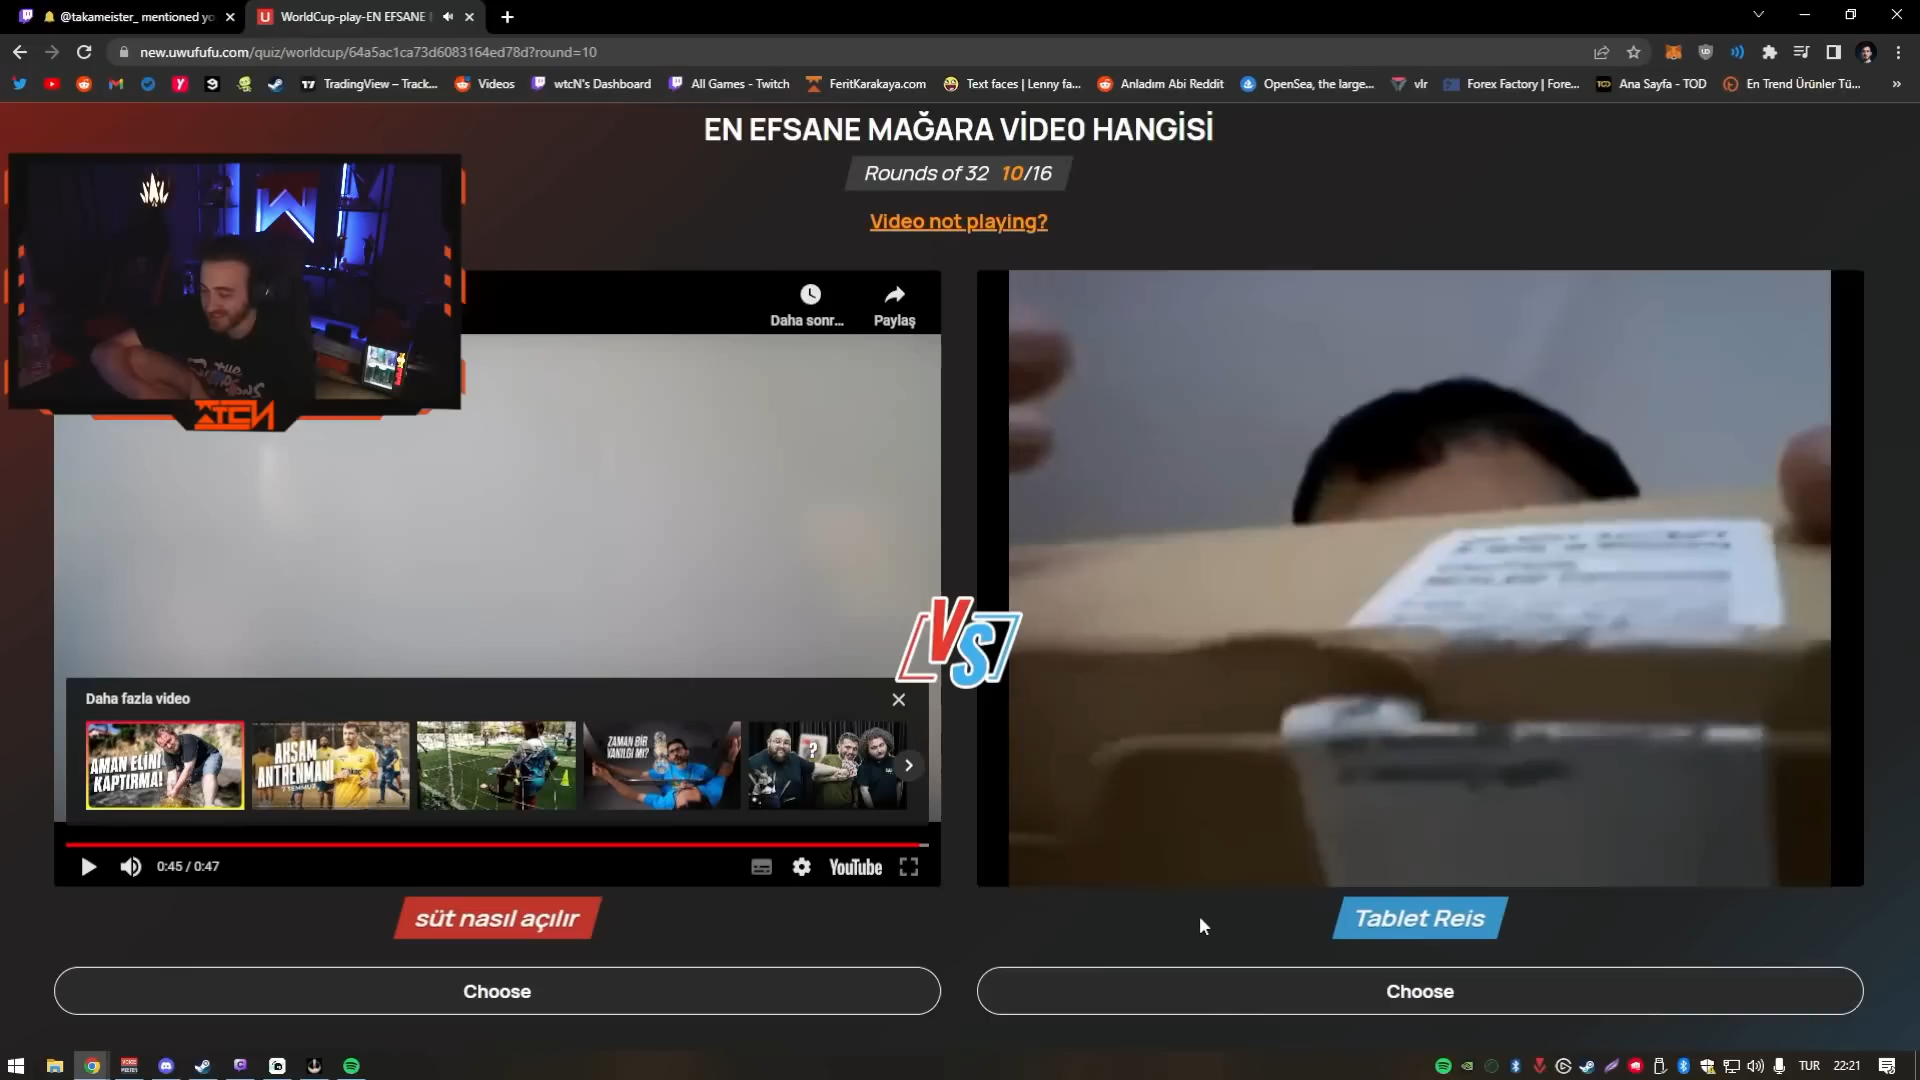 @takameister_ mentioned yo
WorldCup-play-EN EFSANE
new.uwufufu.com/quiz/worldcup/64a5ac1ca73d6083164ed78d?round=10
TradingView – Track...
Videos
wtcN's Dashboard
All Games - Twitch
FeritKarakaya.com
Text faces | Lenny fa...
Anladım Abi Reddit
OpenSea, the large...
vlr
Forex Factory | Fore...
Ana Sayfa - TOD
En Trend Ürünler Tü...
EN EFSANE MAĞARA VİDEO HANGİSİ
Rounds of 32 10/16
Video not playing?
Daha sonr...
Paylaş
WTCN
VS
Daha fazla video
AMAN ELİNİ
KAPTIRMA!
AKŞAM
ANTRENMANI
7 TEMMUZ
ZAMAN BİR
YANILGI MI?
?
0:45 / 0:47
YouTube
süt nasıl açılır
Tablet Reis
Choose
Choose
TUR
22:21